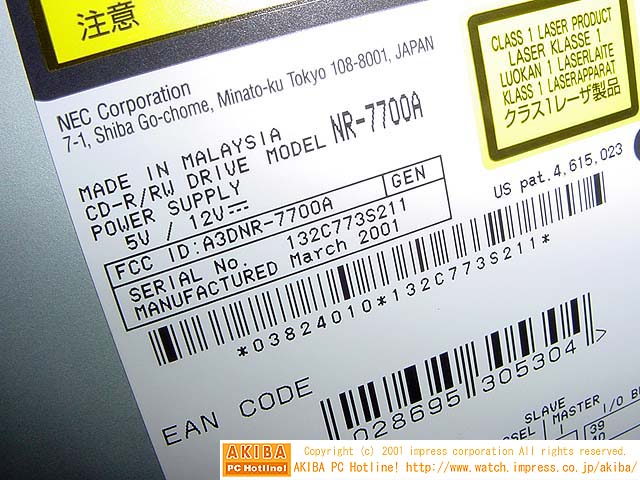 注意
CLASS 1 LASER PRODUCT
LASER KLASSE 1
LUOKAN 1 LASERLAITE
KLASS 1 LASERAPPARAT
クラス1レーザ製品
NEC Corporation
7-1, Shiba Go-chome, Minato-ku Tokyo 108-8001, JAPAN
MADE IN MALAYSIA
CD-R/RW DRIVE MODEL NR-7700A
POWER SUPPLY
5V / 12V
US pat.4,615,023
FCC ID:A3DNR-7700A GEN
SERIAL No. 132C773S211
MANUFACTURED March 2001
*03824010*132C773S211*
EAN CODE
028695 305304 >
SLAVE
MASTER
I/O
39
AKIBA
PC Hotline!
Copyright (c) 2001 impress corporation All rights reserved.
AKIBA PC Hotline! http://www.watch.impress.co.jp/akiba/